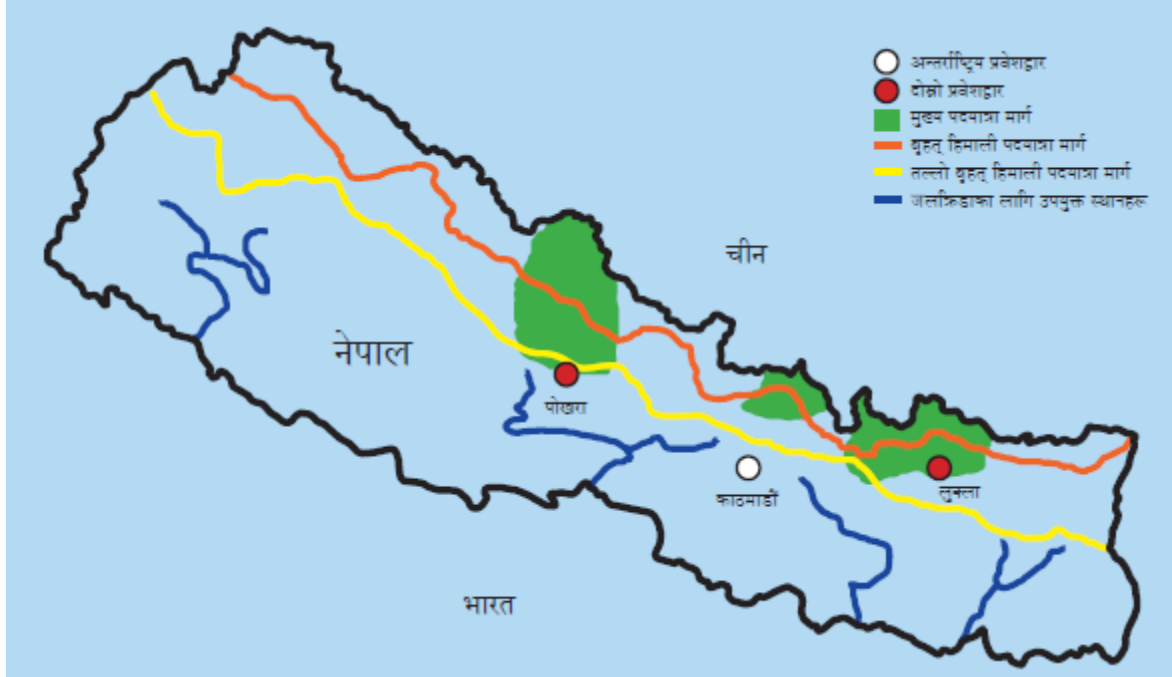 अन्तर्राष्ट्रिय प्रवेशद्वार
दोस्रो प्रवेशद्वार
मुख्य पदयात्रा मार्ग
बृहत् हिमाली पदयात्रा मार्ग
तल्लो बृहत् हिमाली पदयात्रा मार्ग
जलक्रिडाका लागि उपयुक्त स्थानहरू
चीन
नेपाल
पोखरा
काठमाडौं
लुक्ला
भारत